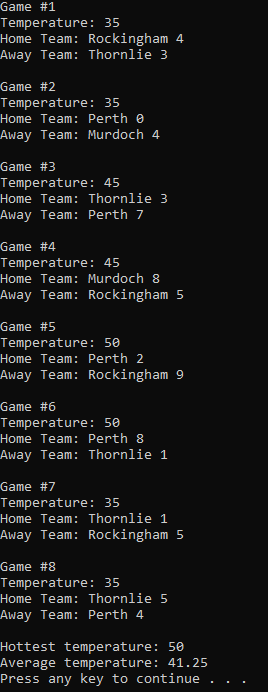 Game #1
Temperature: 35
Home Team: Rockingham 4
Away Team: Thornlie 3
Game #2
Temperature: 35
Home Team: Perth 0
Away Team: Murdoch 4
Game #3
Temperature: 45
Home Team: Thornlie 3
Away Team: Perth 7
Game #4
Temperature: 45
Home Team: Murdoch 8
Away Team: Rockingham 5
Game #5
Temperature: 50
Home Team: Perth 2
Away Team: Rockingham 9
Game #6
Temperature: 50
Home Team: Perth 8
Away Team: Thornlie 1
Game #7
Temperature: 35
Home Team: Thornlie 1
Away Team: Rockingham 5
Game #8
Temperature: 35
Home Team: Thornlie 5
Away Team: Perth 4
Hottest temperature: 50
Average temperature: 41.25
Press any key to continue . . .